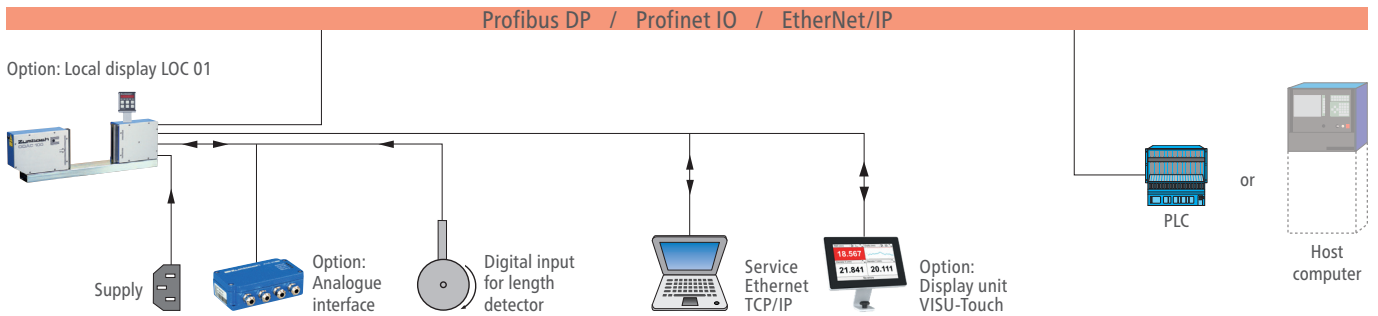 Profibus DP / Profinet IO / EtherNet/IP
Option: Local display LOC 01
Zumbach
Supply
Option:
Analogue
interface
Digital input
for length
detector
Service
Ethernet
TCP/IP
18.567
21.841 20.111
Option:
Display unit
VISU-Touch
PLC
or
Host
computer